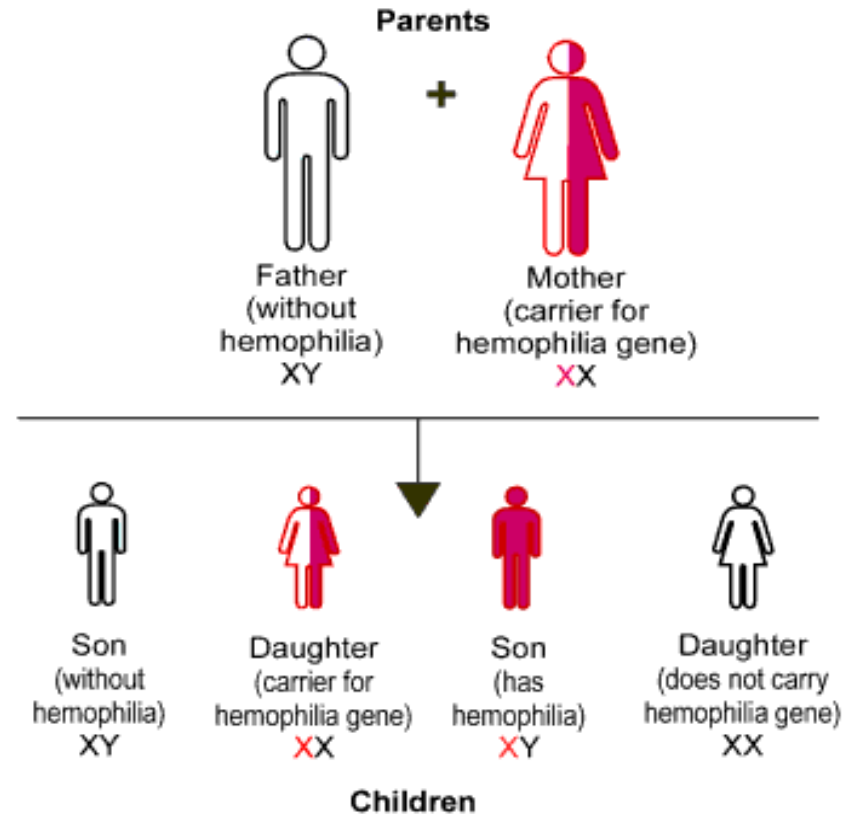 Parents
+
Father
(without
hemophilia)
XY
Mother
(carrier for
hemophilia gene)
XX
Son
(without
hemophilia)
XY
Daughter
(carrier for
hemophilia gene)
XX
Son
(has
hemophilia)
XY
Daughter
(does not carry
hemophilia gene)
XX
Children